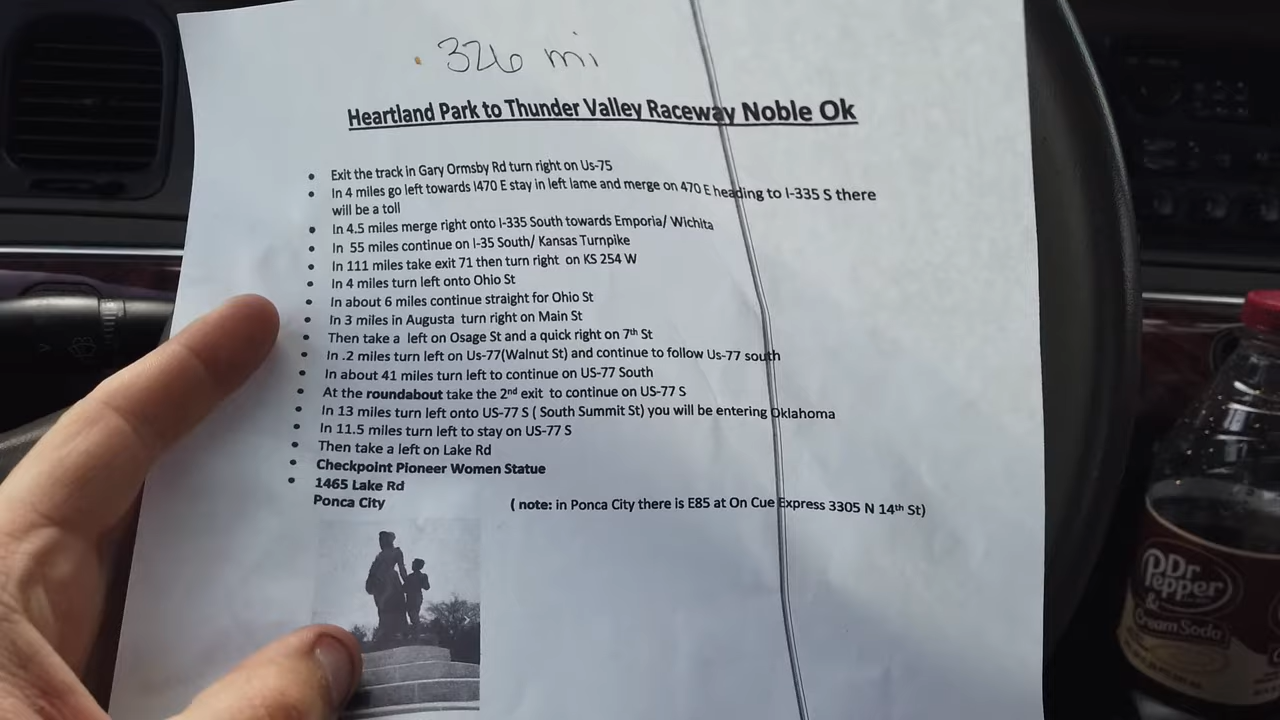 326 mi
Heartland Park to Thunder Valley Raceway Noble Ok
• Exit the track in Gary Ormsby Rd turn right on Us-75
• In 4 miles go left towards I470 E stay in left lame and merge on 470 E heading to I-335 S there
will be a toll
• In 4.5 miles merge right onto I-335 South towards Emporia/ Wichita
• In 55 miles continue on I-35 South/ Kansas Turnpike
• In 111 miles take exit 71 then turn right on KS 254 W
• In 4 miles turn left onto Ohio St
• In about 6 miles continue straight for Ohio St
• In 3 miles in Augusta turn right on Main St
• Then take a left on Osage St and a quick right on 7th St
• In .2 miles turn left on Us-77(Walnut St) and continue to follow Us-77 south
• In about 41 miles turn left to continue on US-77 South
• At the roundabout take the 2nd exit to continue on US-77 S
• In 13 miles turn left onto US-77 S ( South Summit St) you will be entering Oklahoma
• In 11.5 miles turn left to stay on US-77 S
• Then take a left on Lake Rd
• Checkpoint Pioneer Women Statue
• 1465 Lake Rd
Ponca City ( note: in Ponca City there is E85 at On Cue Express 3305 N 14th St)
Dr
Pepper
&
Cream Soda